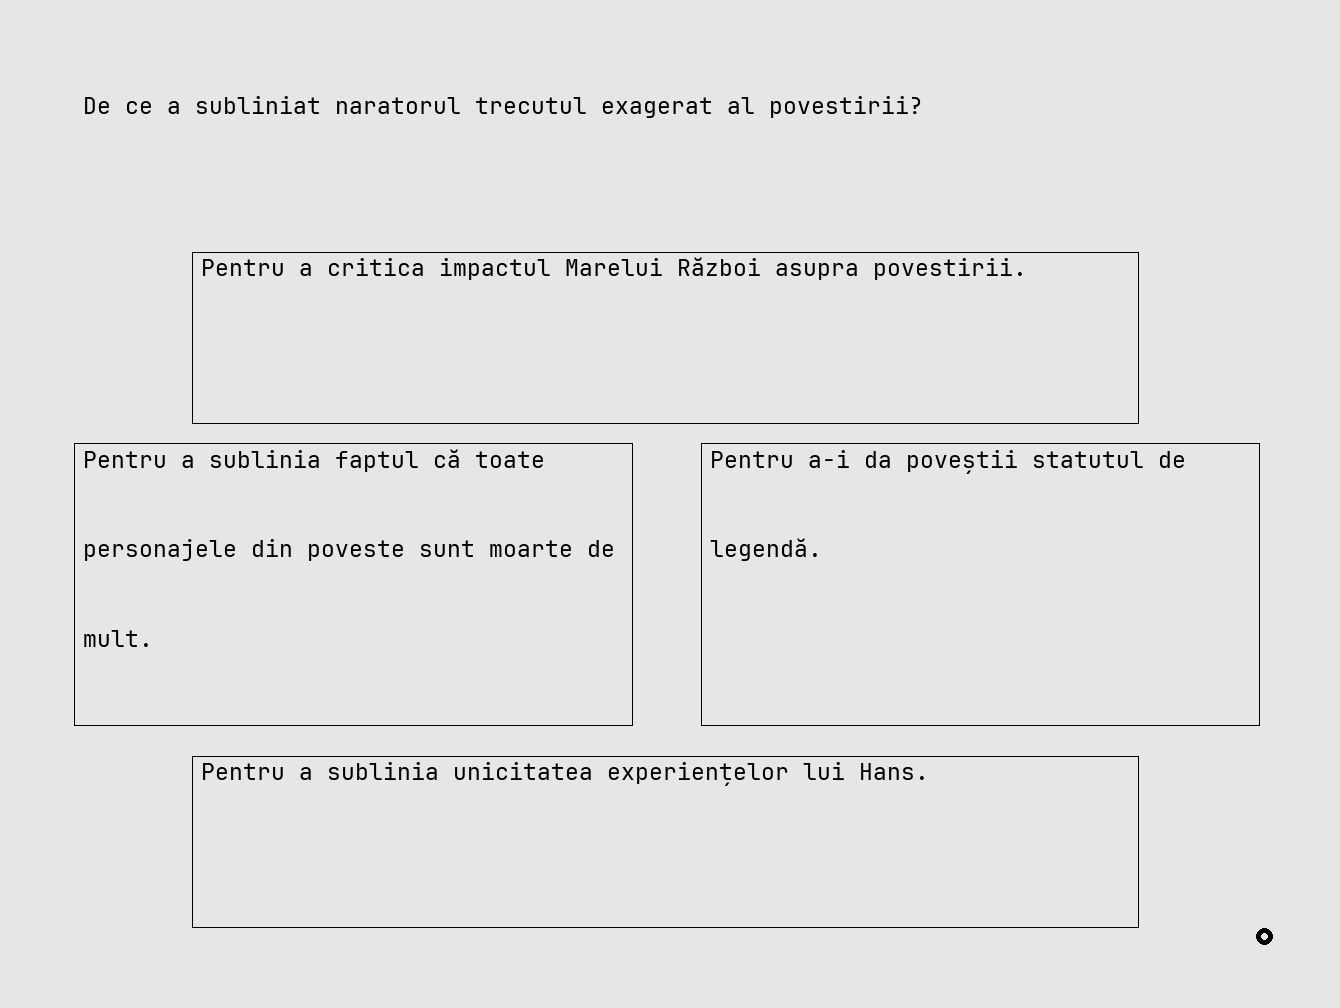 De ce a subliniat naratorul trecutul exagerat al povestirii?
Pentru a critica impactul Marelui Război asupra povestirii.
Pentru a sublinia faptul că toate
personajele din poveste sunt moarte de
mult.
Pentru a-i da poveștii statutul de
legendă.
Pentru a sublinia unicitatea experiențelor lui Hans.